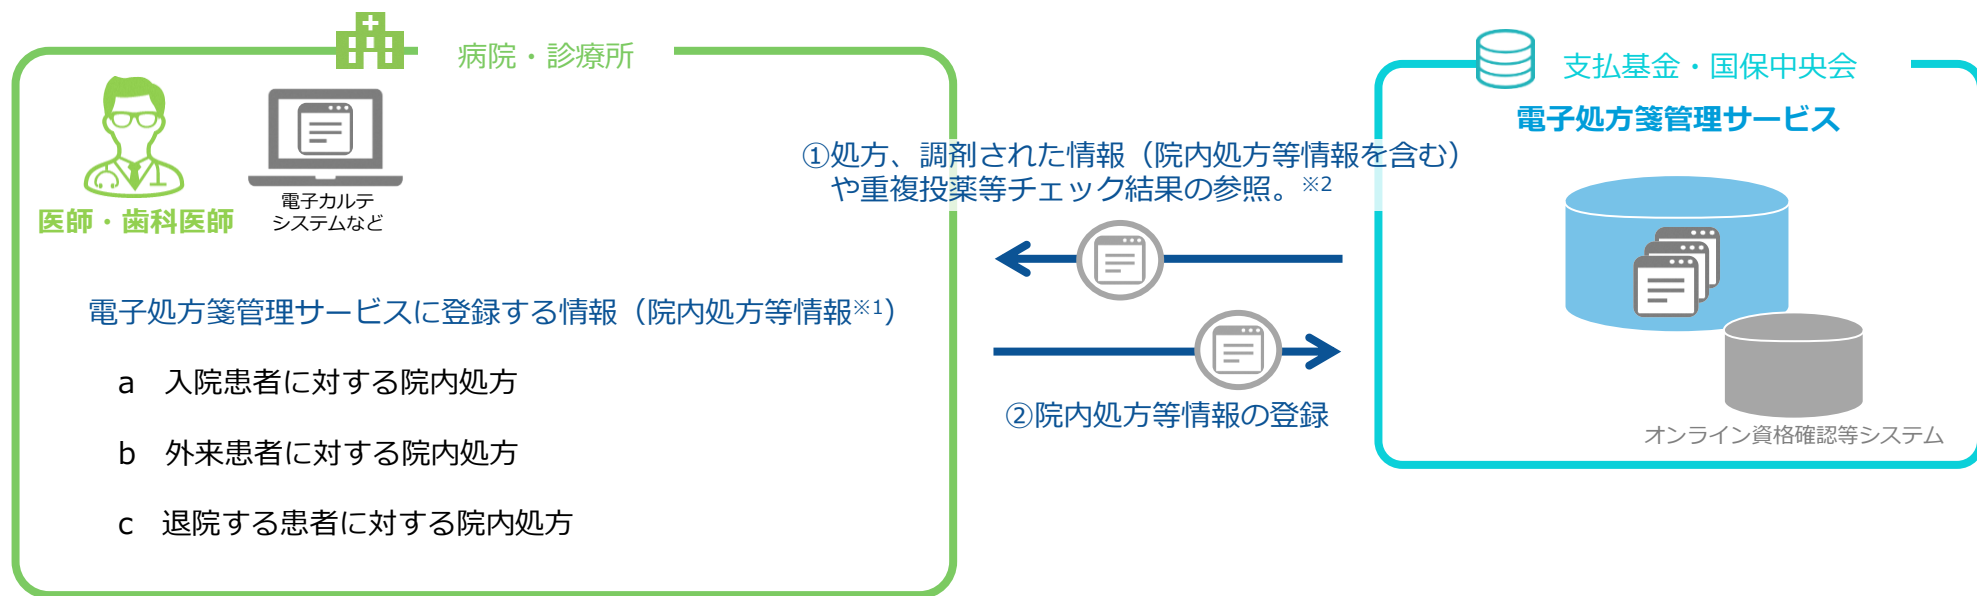 病院・診療所
医師・歯科医師
電子カルテ
システムなど
電子処方箋管理サービスに登録する情報（院内処方等情報※1）
a 入院患者に対する院内処方
b 外来患者に対する院内処方
c 退院する患者に対する院内処方
①処方、調剤された情報（院内処方等情報を含む）
や重複投薬等チェック結果の参照。※2
②院内処方等情報の登録
支払基金・国保中央会
電子処方箋管理サービス
オンライン資格確認等システム